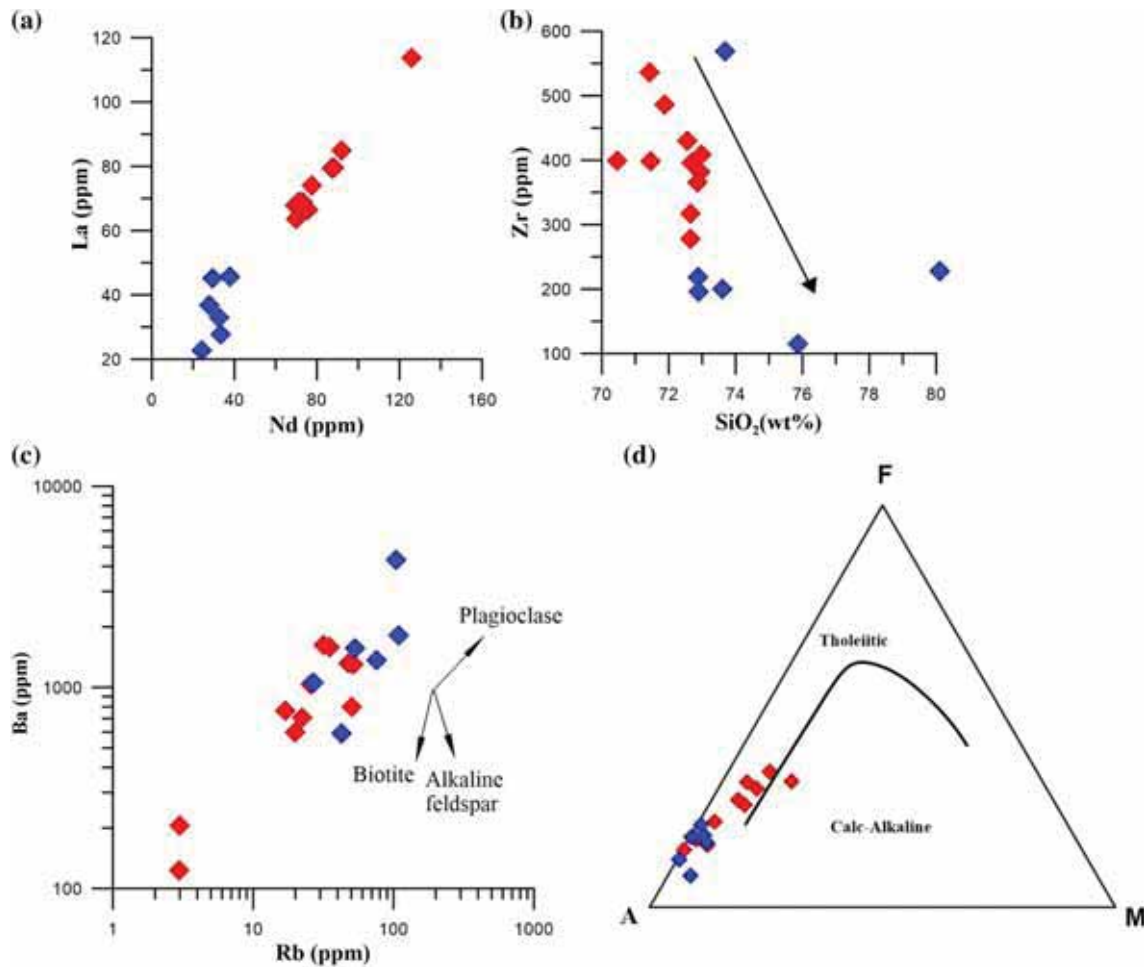 (a)
120
100
80
60
40
20
La (ppm)
0 40 80 120 160
Nd (ppm)
(b)
600
500
400
300
200
100
Zr (ppm)
70 72 74 76 78 80
SiO₂(wt%)
(c)
10000
1000
100
Ba (ppm)
Plagioclase
Biotite
Alkaline
feldspar
1 10 100 1000
Rb (ppm)
(d)
F
Tholeiitic
Calc-Alkaline
A M